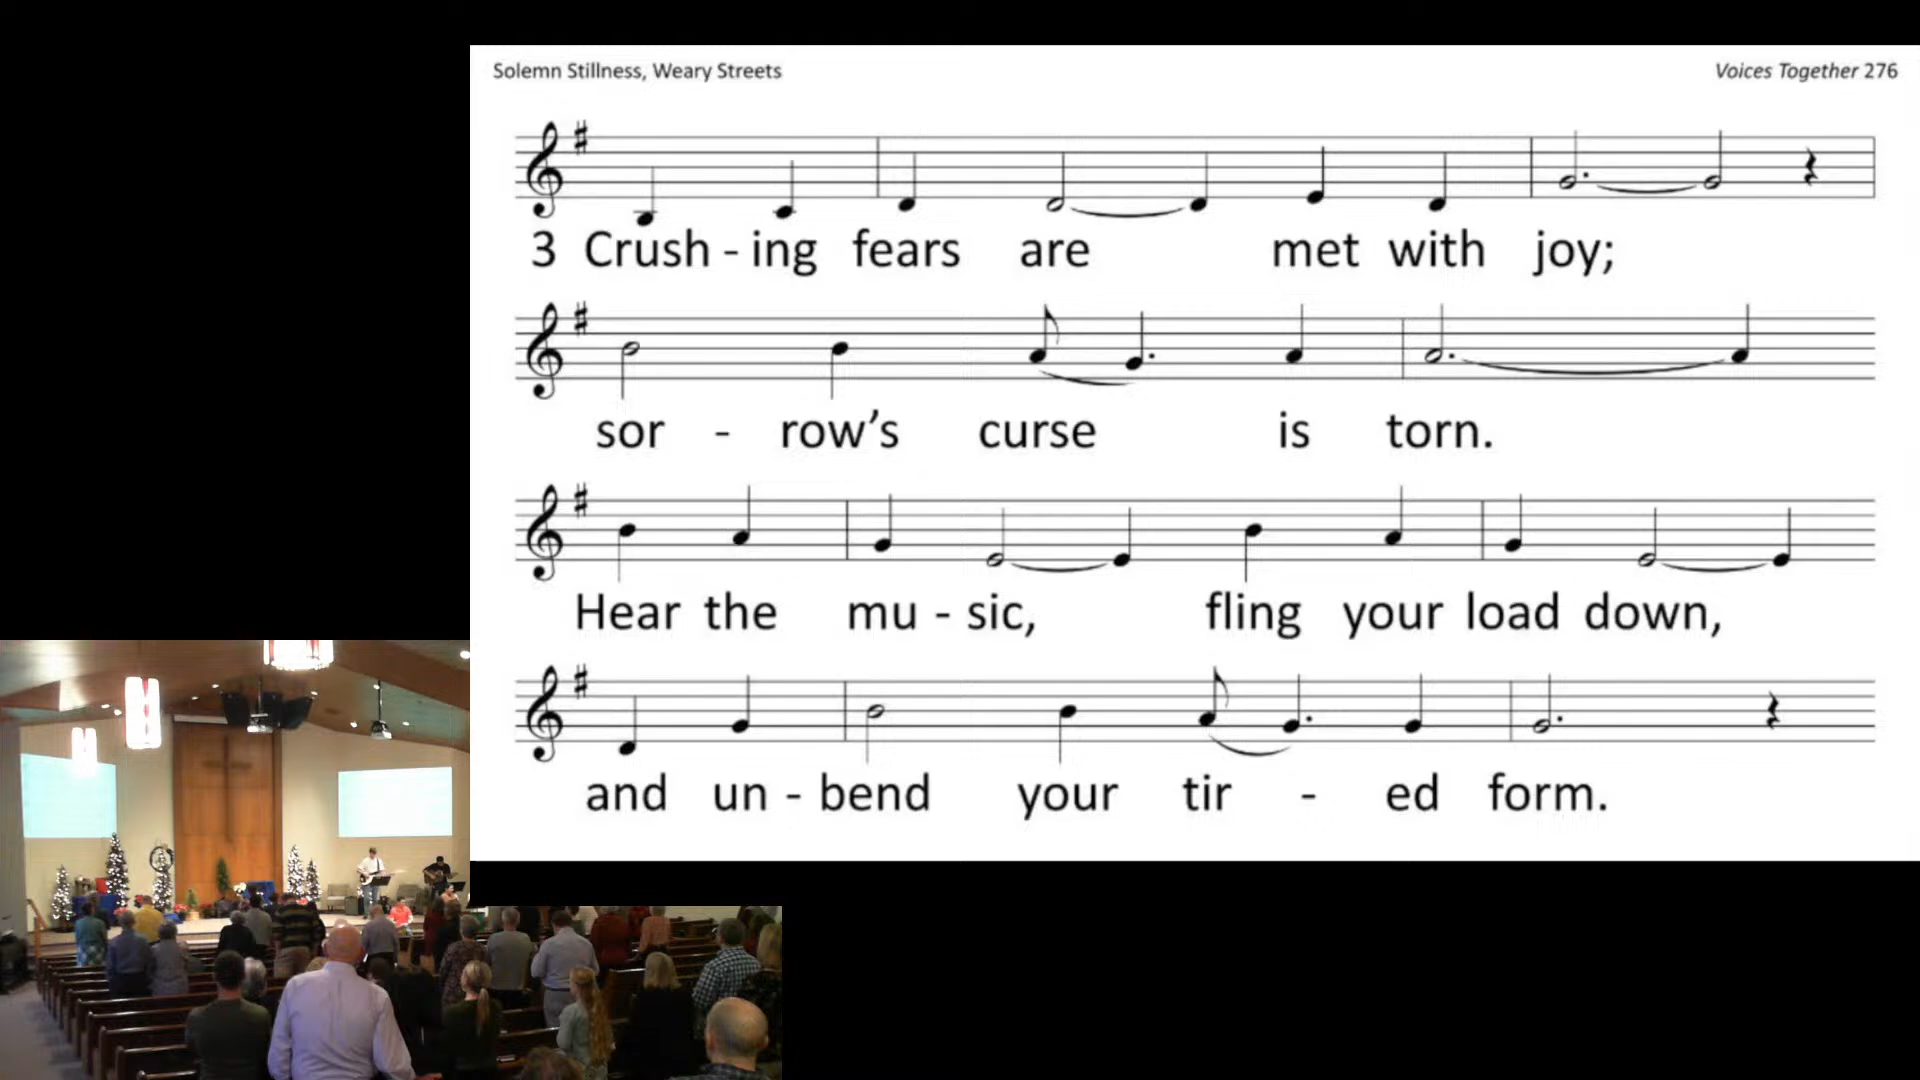 Solemn Stillness, Weary Streets
Voices Together 276
3 Crush - ing fears are met with joy;
sor - row’s curse is torn.
Hear the mu - sic, fling your load down,
and un - bend your tir - ed form.